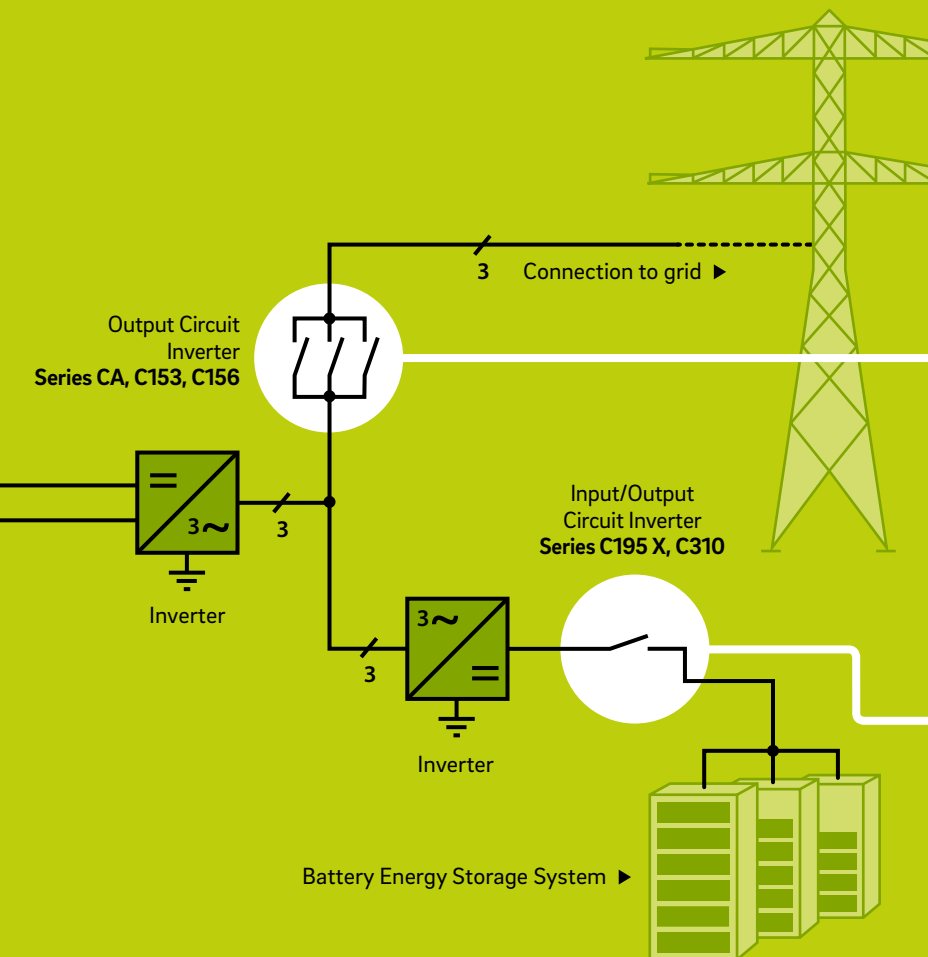 3
Connection to grid ▶
Output Circuit
Inverter
Series CA, C153, C156
3
3
Inverter
Input/Output
Circuit Inverter
Series C195 X, C310
3
3
Inverter
Battery Energy Storage System ▶